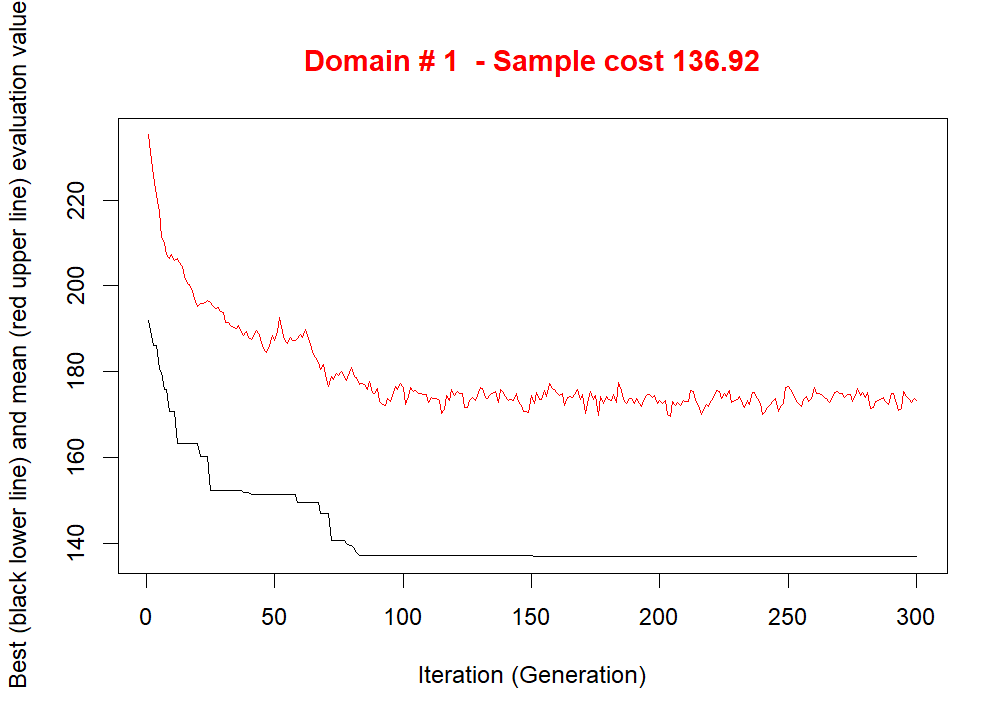 Domain # 1  - Sample cost 136.92
Best (black lower line) and mean (red upper line) evaluation value
220
200
180
160
140
0 50 100 150 200 250 300
Iteration (Generation)